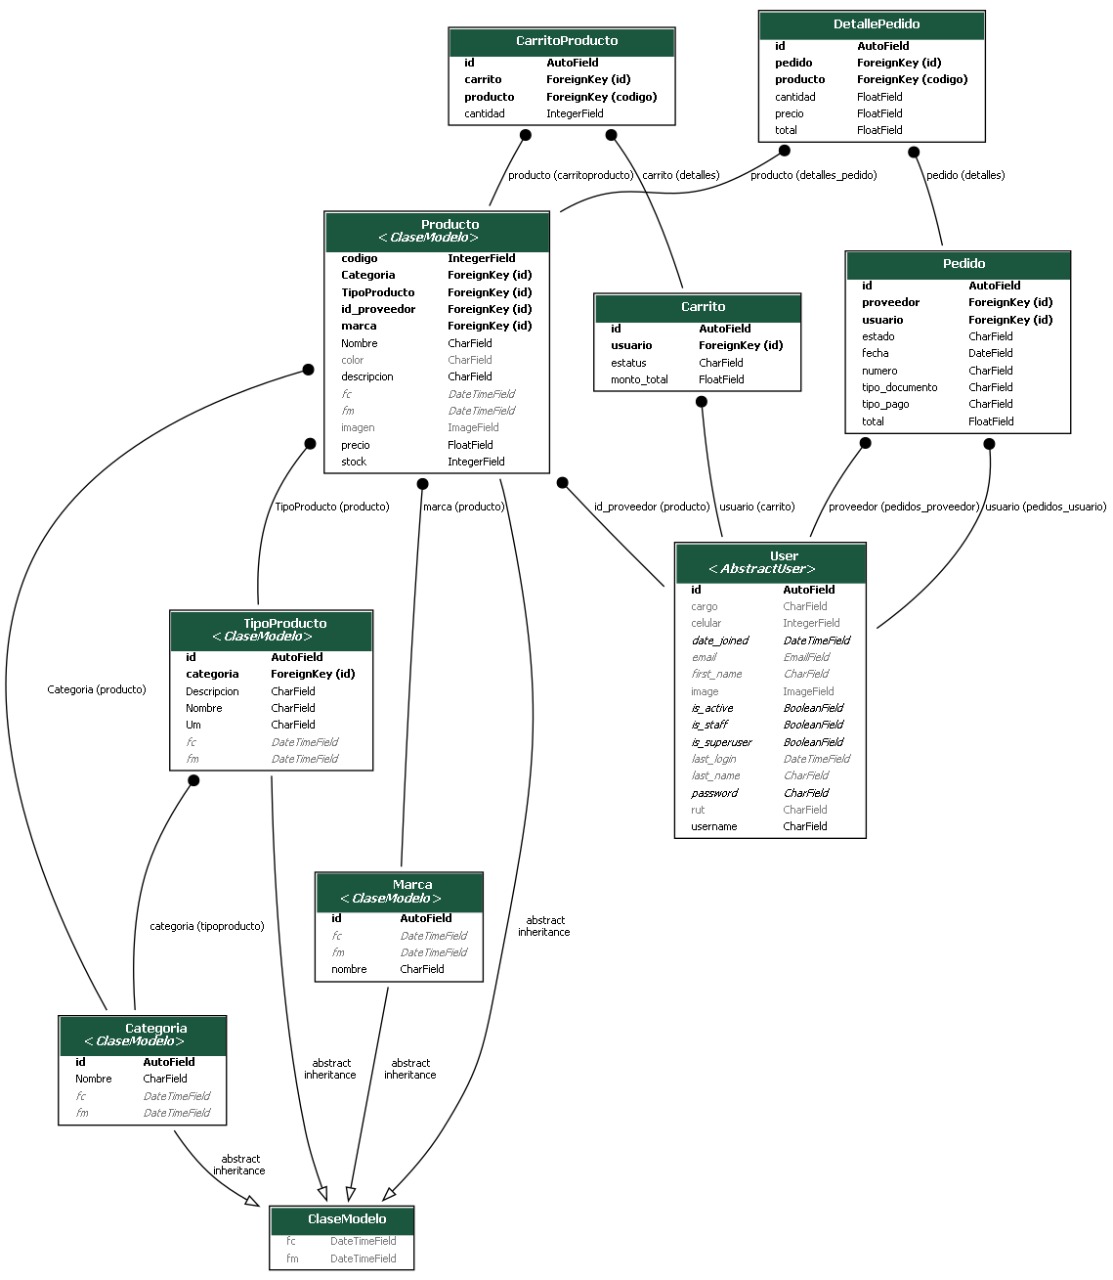 CarritoProducto
id AutoField
carrito ForeignKey (id)
producto ForeignKey (codigo)
cantidad IntegerField
DetallePedido
id AutoField
pedido ForeignKey (id)
producto ForeignKey (codigo)
cantidad FloatField
precio FloatField
total FloatField
producto (carritoproducto)
carrito (detalles)
producto (detalles_pedido)
pedido (detalles)
Producto
<ClaseModelo>
codigo IntegerField
Categoria ForeignKey (id)
TipoProducto ForeignKey (id)
id_proveedor ForeignKey (id)
marca ForeignKey (id)
Nombre CharField
color CharField
descripcion CharField
fc DateTimeField
fm DateTimeField
imagen ImageField
precio FloatField
stock IntegerField
Carrito
id AutoField
usuario ForeignKey (id)
estatus CharField
monto_total FloatField
Pedido
id AutoField
proveedor ForeignKey (id)
usuario ForeignKey (id)
estado CharField
fecha DateField
numero CharField
tipo_documento CharField
tipo_pago CharField
total FloatField
TipoProducto (producto)
marca (producto)
id_proveedor (producto)
usuario (carrito)
proveedor (pedidos_proveedor)
usuario (pedidos_usuario)
User
<AbstractUser>
id AutoField
cargo CharField
celular IntegerField
date_joined DateTimeField
email EmailField
first_name CharField
image ImageField
is_active BooleanField
is_staff BooleanField
is_superuser BooleanField
last_login DateTimeField
last_name CharField
password CharField
rut CharField
username CharField
TipoProducto
<ClaseModelo>
id AutoField
categoria ForeignKey (id)
Descripcion CharField
Nombre CharField
Um CharField
fc DateTimeField
fm DateTimeField
Categoria (producto)
Marca
<ClaseModelo>
id AutoField
fc DateTimeField
fm DateTimeField
nombre CharField
categoria (tipoproducto)
abstract
inheritance
Categoria
<ClaseModelo>
id AutoField
Nombre CharField
fc DateTimeField
fm DateTimeField
abstract
inheritance
abstract
inheritance
abstract
inheritance
ClaseModelo
fc DateTimeField
fm DateTimeField